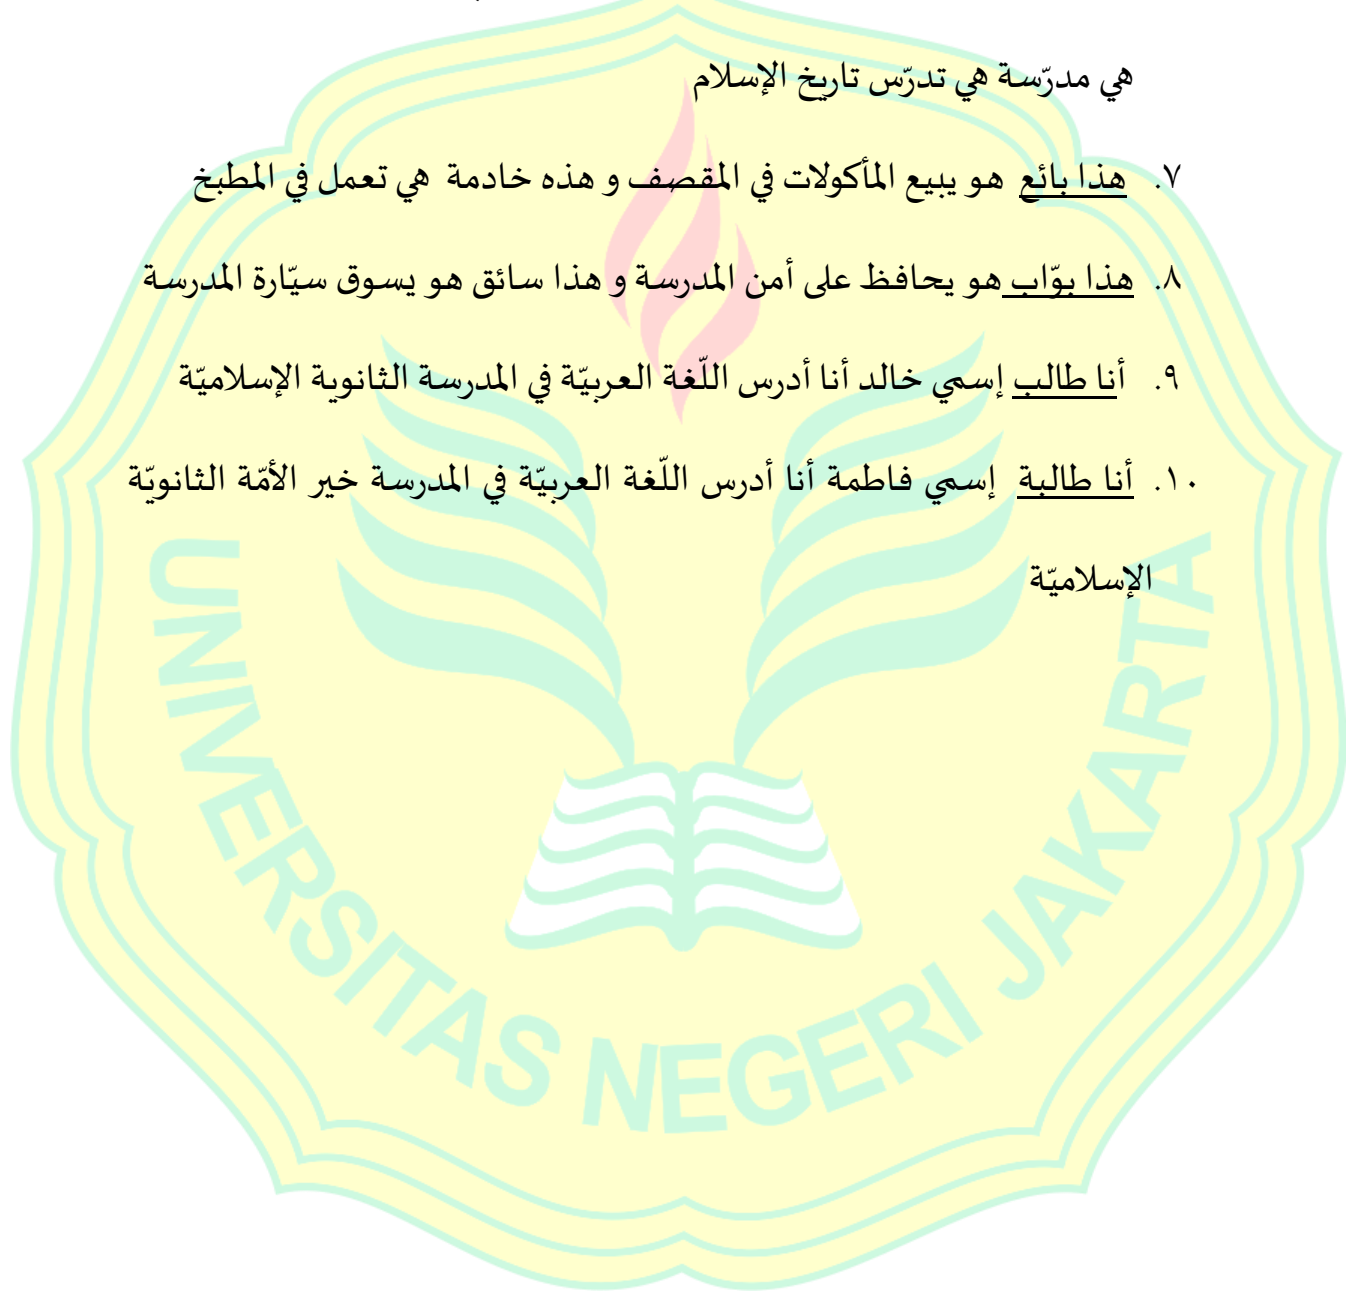 هي مدرّسة هي تدرّس تاريخ الإسلام
٧. هذا بائع هو يبيع المأكولات في المقصف و هذه خادمة هي تعمل في المطبخ
٨. هذا بوّاب هو يحافظ على أمن المدرسة و هذا سائق هو يسوق سيّارة المدرسة
٩. أنا طالب إسمي خالد أنا أدرس اللّغة العربيّة في المدرسة الثانوية الإسلاميّة
١٠. أنا طالبة إسمي فاطمة أنا أدرس اللّغة العربيّة في المدرسة خير الأمّة الثانويّة
الإسلاميّة
UNIVERSITAS NEGERI JAKARTA